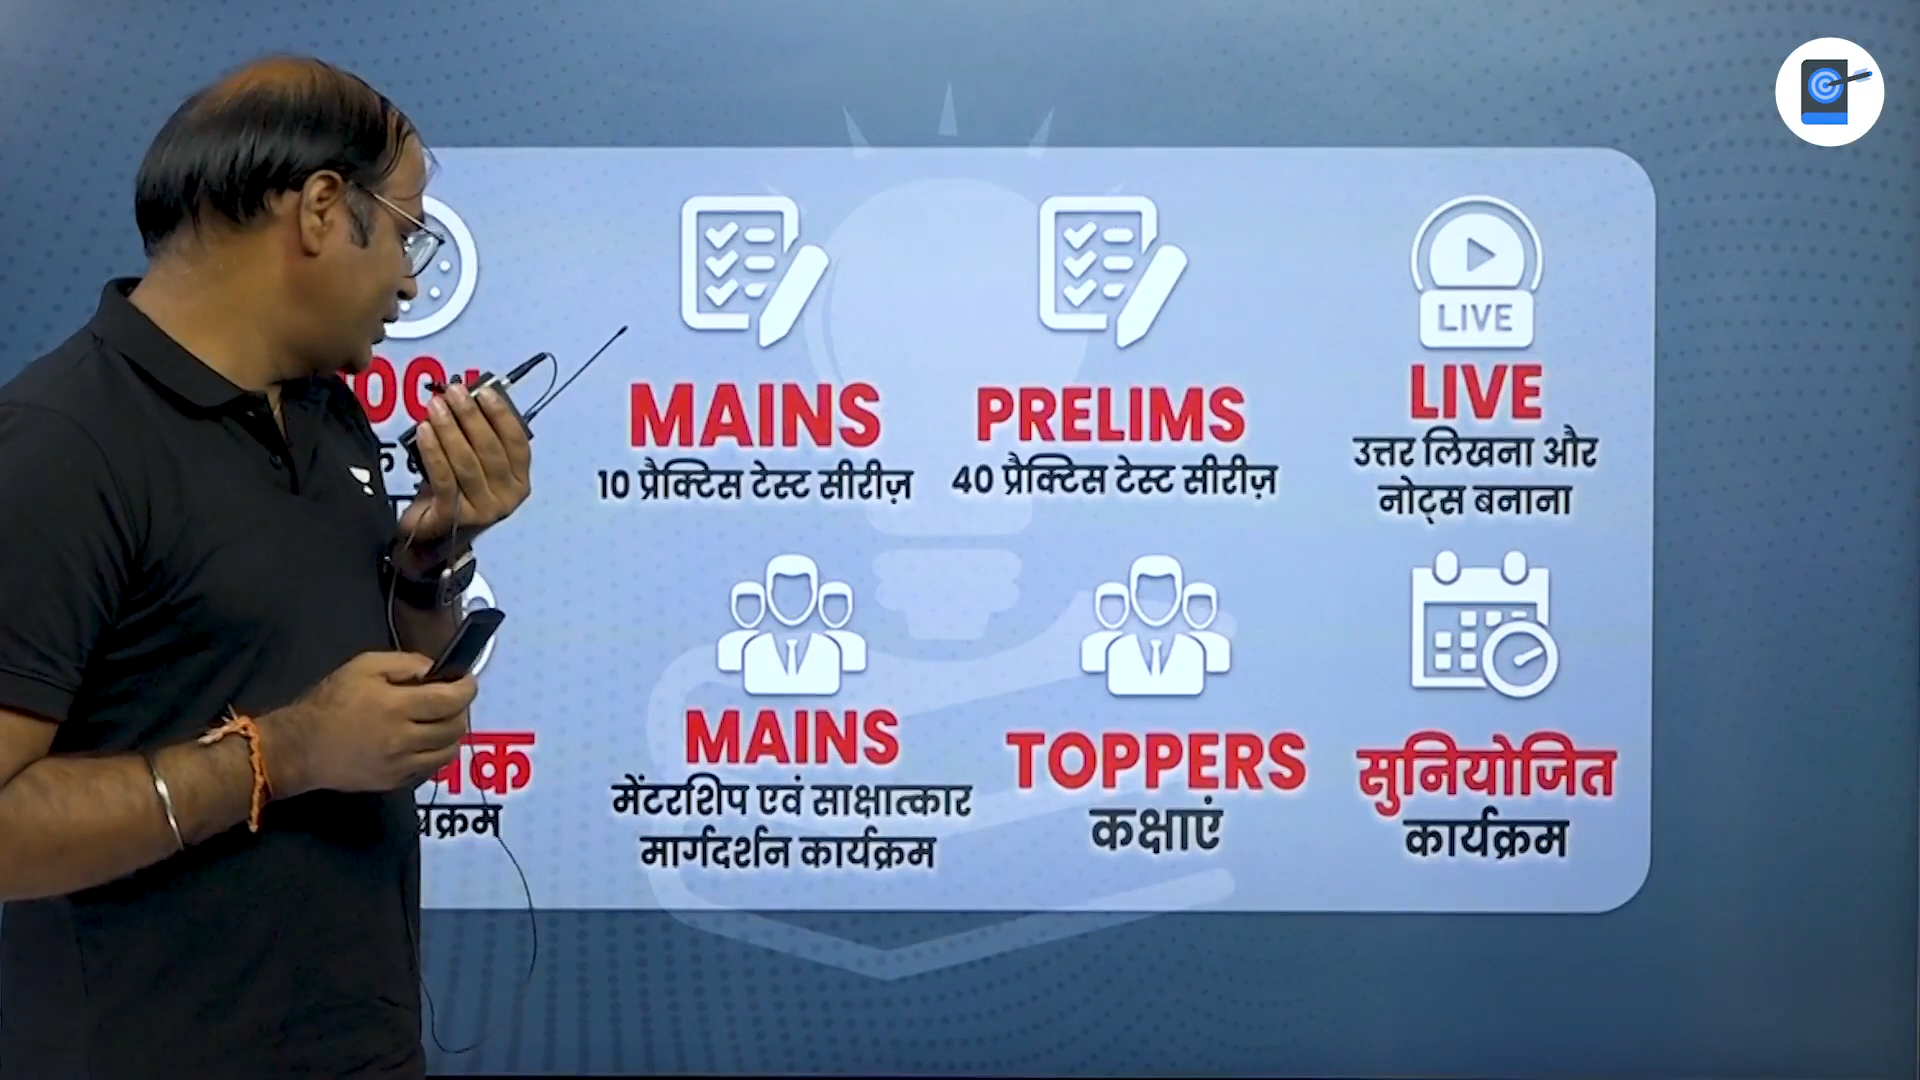 LIVE
MAINS
10 प्रैक्टिस टेस्ट सीरीज़
PRELIMS
40 प्रैक्टिस टेस्ट सीरीज़
LIVE
उत्तर लिखना और
नोट्स बनाना
MAINS
मेंटरशिप एवं साक्षात्कार
मार्गदर्शन कार्यक्रम
TOPPERS
कक्षाएं
सुनियोजित
कार्यक्रम